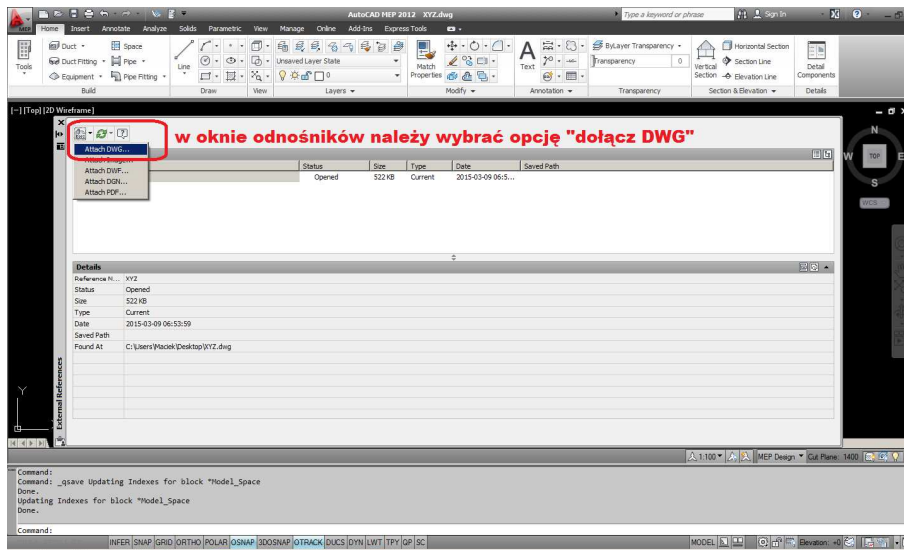 AutoCAD MEP 2012 XYZ.dwg
Type a keyword or phrase
Sign In
MEP
Home Insert Annotate Analyze Solids Parametric View Manage Online Add-Ins Express Tools
Tools
Duct
Duct Fitting
Equipment
Space
Pipe
Pipe Fitting
Build
Line
Draw
View
Unsaved Layer State
0
Layers
Match
Properties
Modify
Text
Annotation
ByLayer Transparency
Transparency 0
Transparency
Vertical
Section
Horizontal Section
Section Line
Elevation Line
Section & Elevation
Detail
Components
Details
[−] [Top] [2D Wireframe]
w oknie odnośników należy wybrać opcję "dołącz DWG"
Attach DWG...
Attach Image...
Attach DWF...
Attach DGN...
Attach PDF...
Status Size Type Date Saved Path
Opened 522 KB Current 2015-03-09 06:5...
N
W TOP E
S
WCS
Details
Reference N... XYZ
Status Opened
Size 522 KB
Type Current
Date 2015-03-09 06:53:59
Saved Path
Found At C:\Users\Maciek\Desktop\XYZ.dwg
External References
Y
1:100 MEP Design Cut Plane: 1400
Command:
Command: _qsave Updating Indexes for block *Model_Space
Done.
Updating Indexes for block *Model_Space
Done.
Command:
INFER SNAP GRID ORTHO POLAR OSNAP 3DOSNAP OTRACK DUCS DYN LWT TPY QP SC
MODEL Elevation: +0